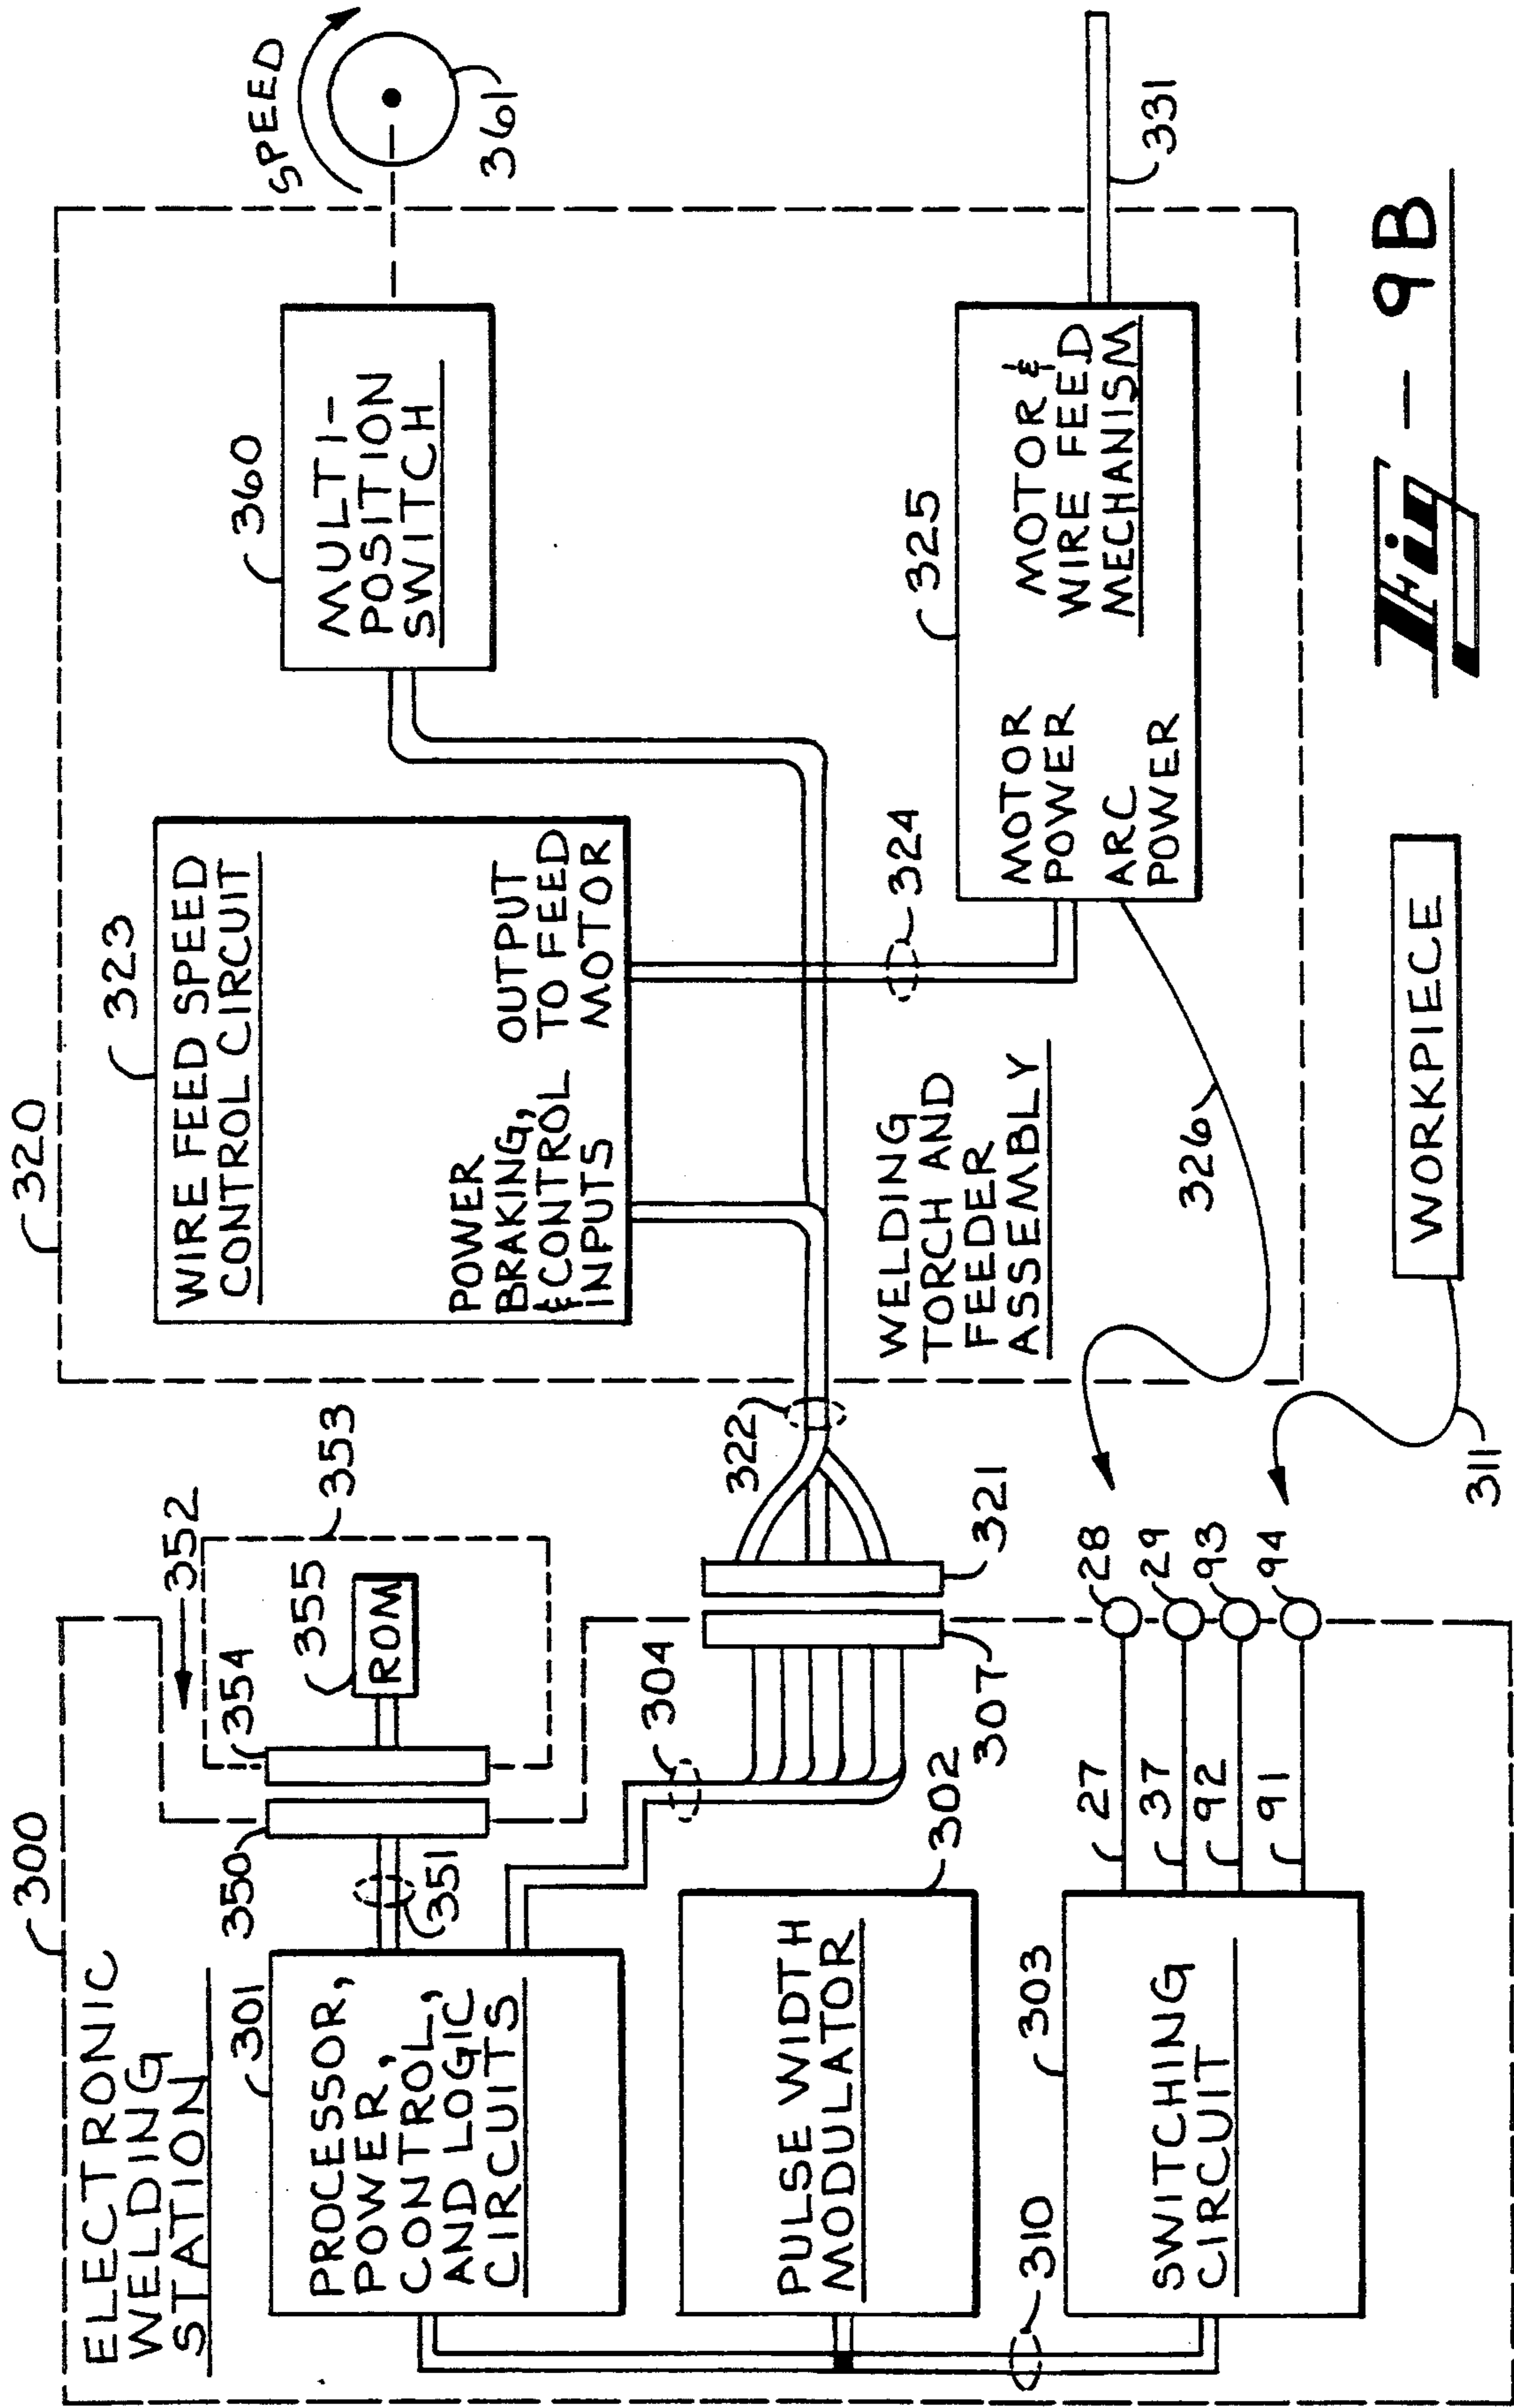 300
ELECTRONIC
WELDING
STATION
301
PROCESSOR,
POWER,
CONTROL,
AND LOGIC
CIRCUITS
350
351
352
354
355
ROM
353
304
302
PULSE WIDTH
MODULATOR
307
321
322
310
303
SWITCHING
CIRCUIT
27
37
92
91
28
29
93
94
320
323
WIRE FEED SPEED
CONTROL CIRCUIT
POWER
BRAKING,
& CONTROL
INPUTS
OUTPUT
TO FEED
MOTOR
360
MULTI-
POSITION
SWITCH
SPEED
361
324
325
MOTOR
POWER
ARC
POWER
MOTOR &
WIRE FEED
MECHANISM
331
WELDING
TORCH AND
FEEDER
ASSEMBLY
326
WORKPIECE
311
Fig - 9B